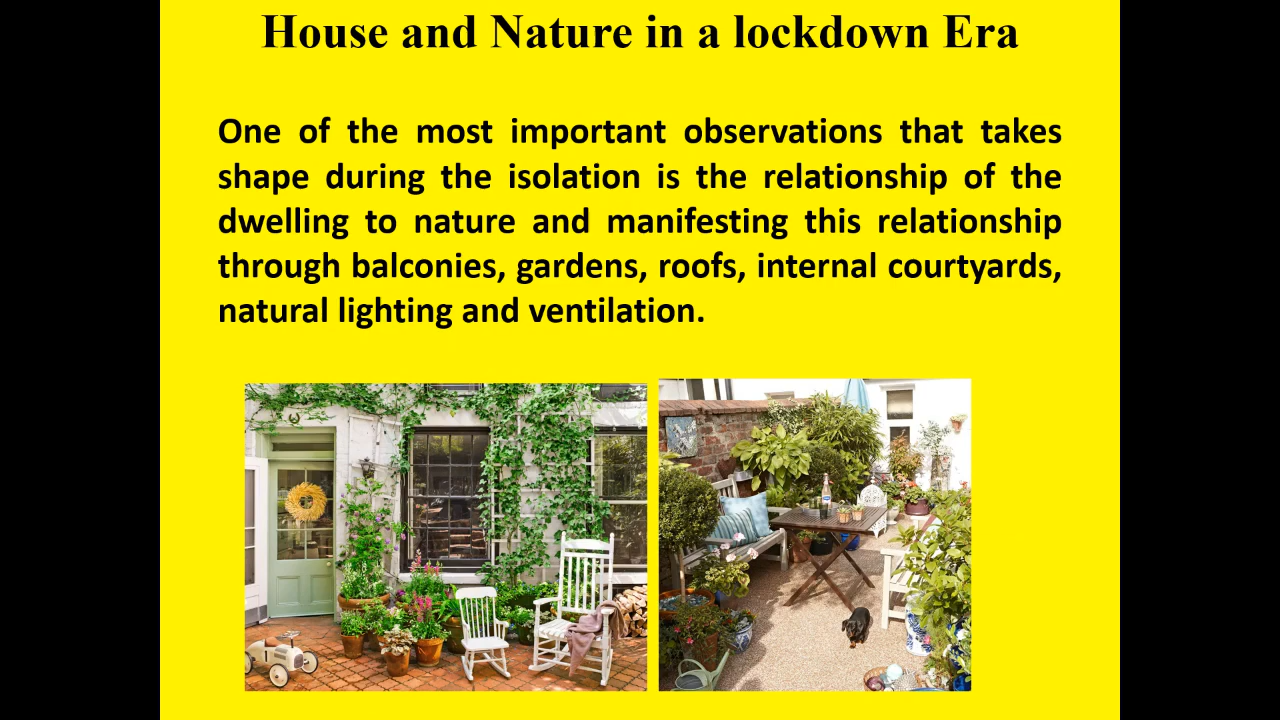 House and Nature in a lockdown Era
One of the most important observations that takes
shape during the isolation is the relationship of the
dwelling to nature and manifesting this relationship
through balconies, gardens, roofs, internal courtyards,
natural lighting and ventilation.